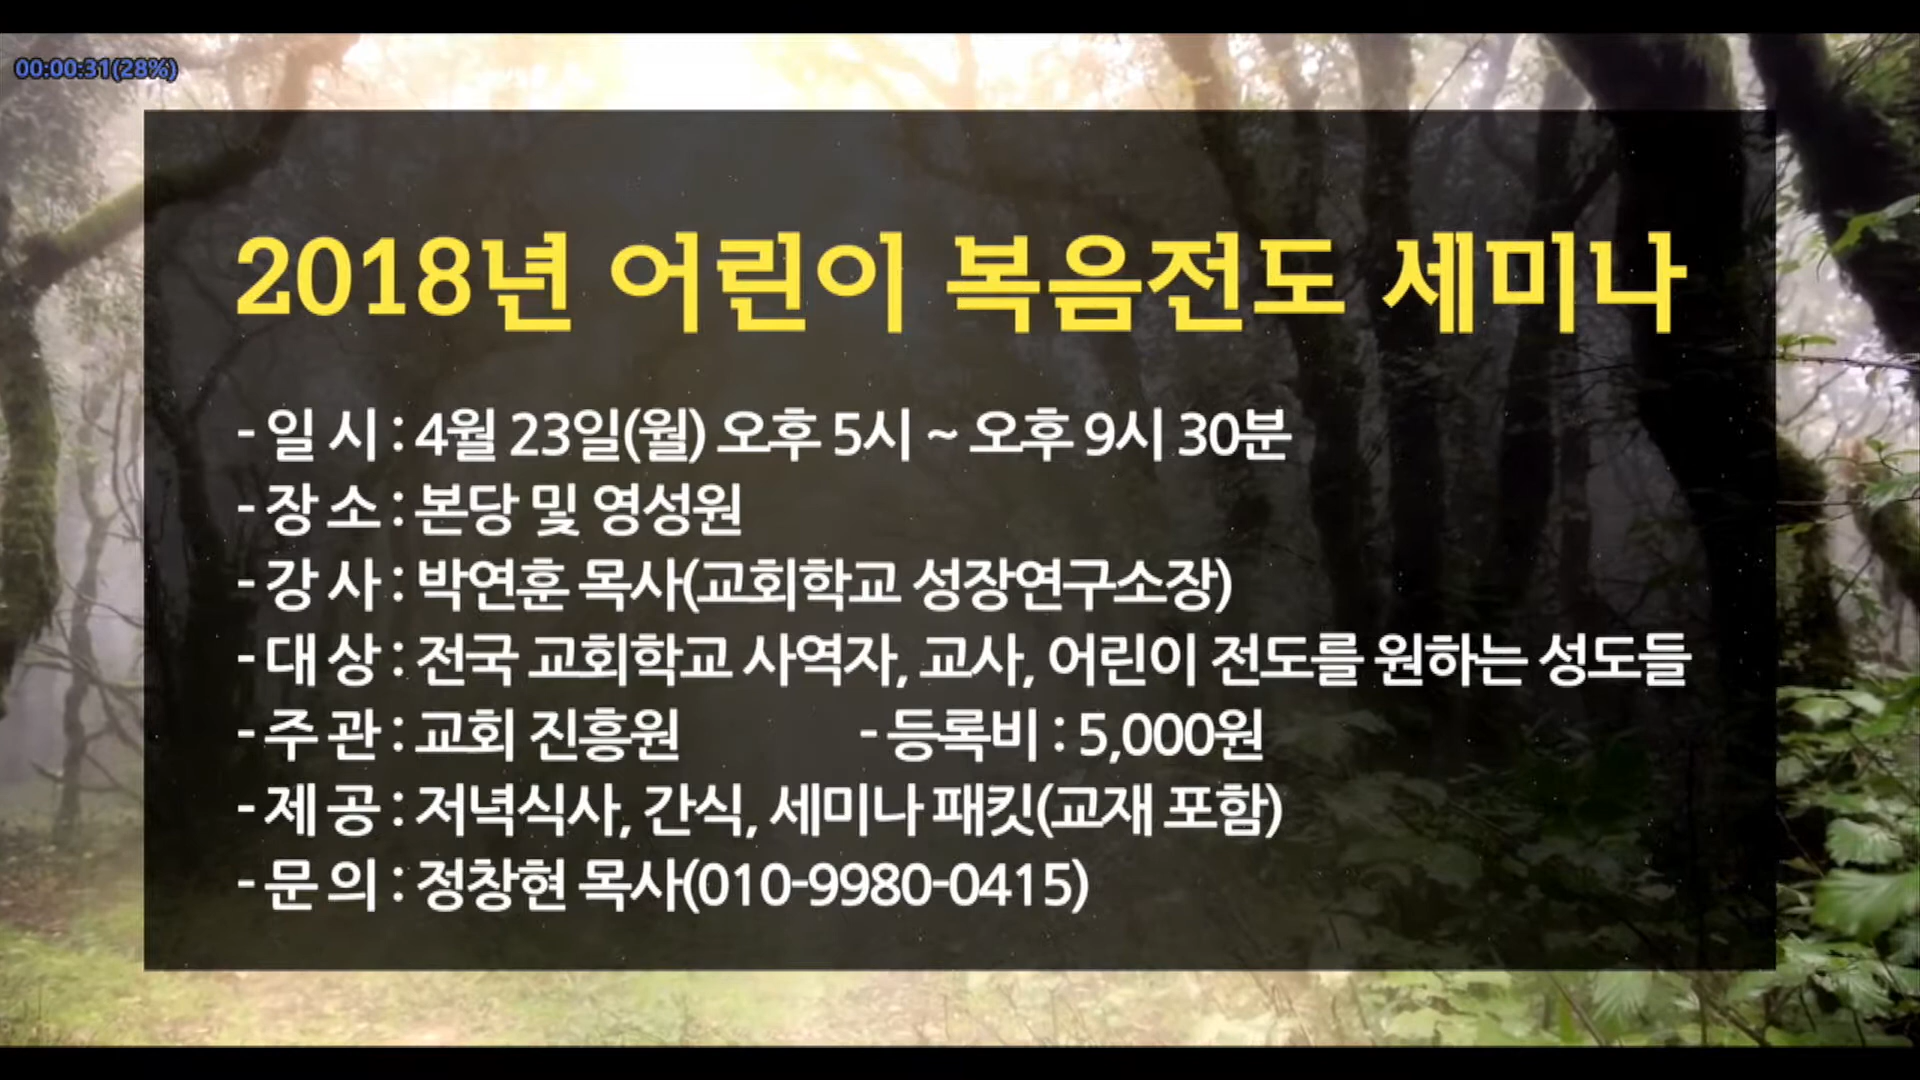 00:00:31(28%)
2018년 어린이 복음전도 세미나
- 일 시 : 4월 23일(월) 오후 5시 ~ 오후 9시 30분
- 장 소 : 본당 및 영성원
- 강 사 : 박연훈 목사(교회학교 성장연구소장)
- 대 상 : 전국 교회학교 사역자, 교사, 어린이 전도를 원하는 성도들
- 주 관 : 교회 진흥원 - 등록비 : 5,000원
- 제 공 : 저녁식사, 간식, 세미나 패킷(교재 포함)
- 문 의 : 정창현 목사(010-9980-0415)